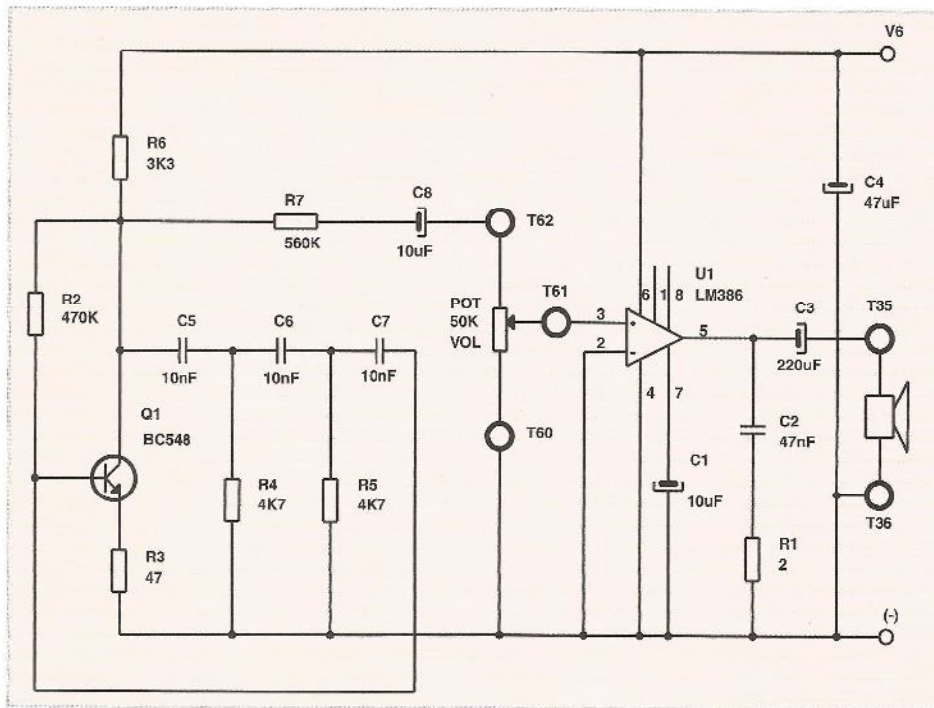 V6
R6
3K3
C8
R7
560K
10uF
T62
C4
47uF
R2
470K
POT
50K
VOL
T61
6
1
8
U1
LM386
3
2
5
4
7
C3
220uF
T35
C5
10nF
C6
10nF
C7
10nF
Q1
BC548
T60
C2
47nF
R4
4K7
R5
4K7
C1
10uF
T36
R3
47
R1
2
(-)
+
-